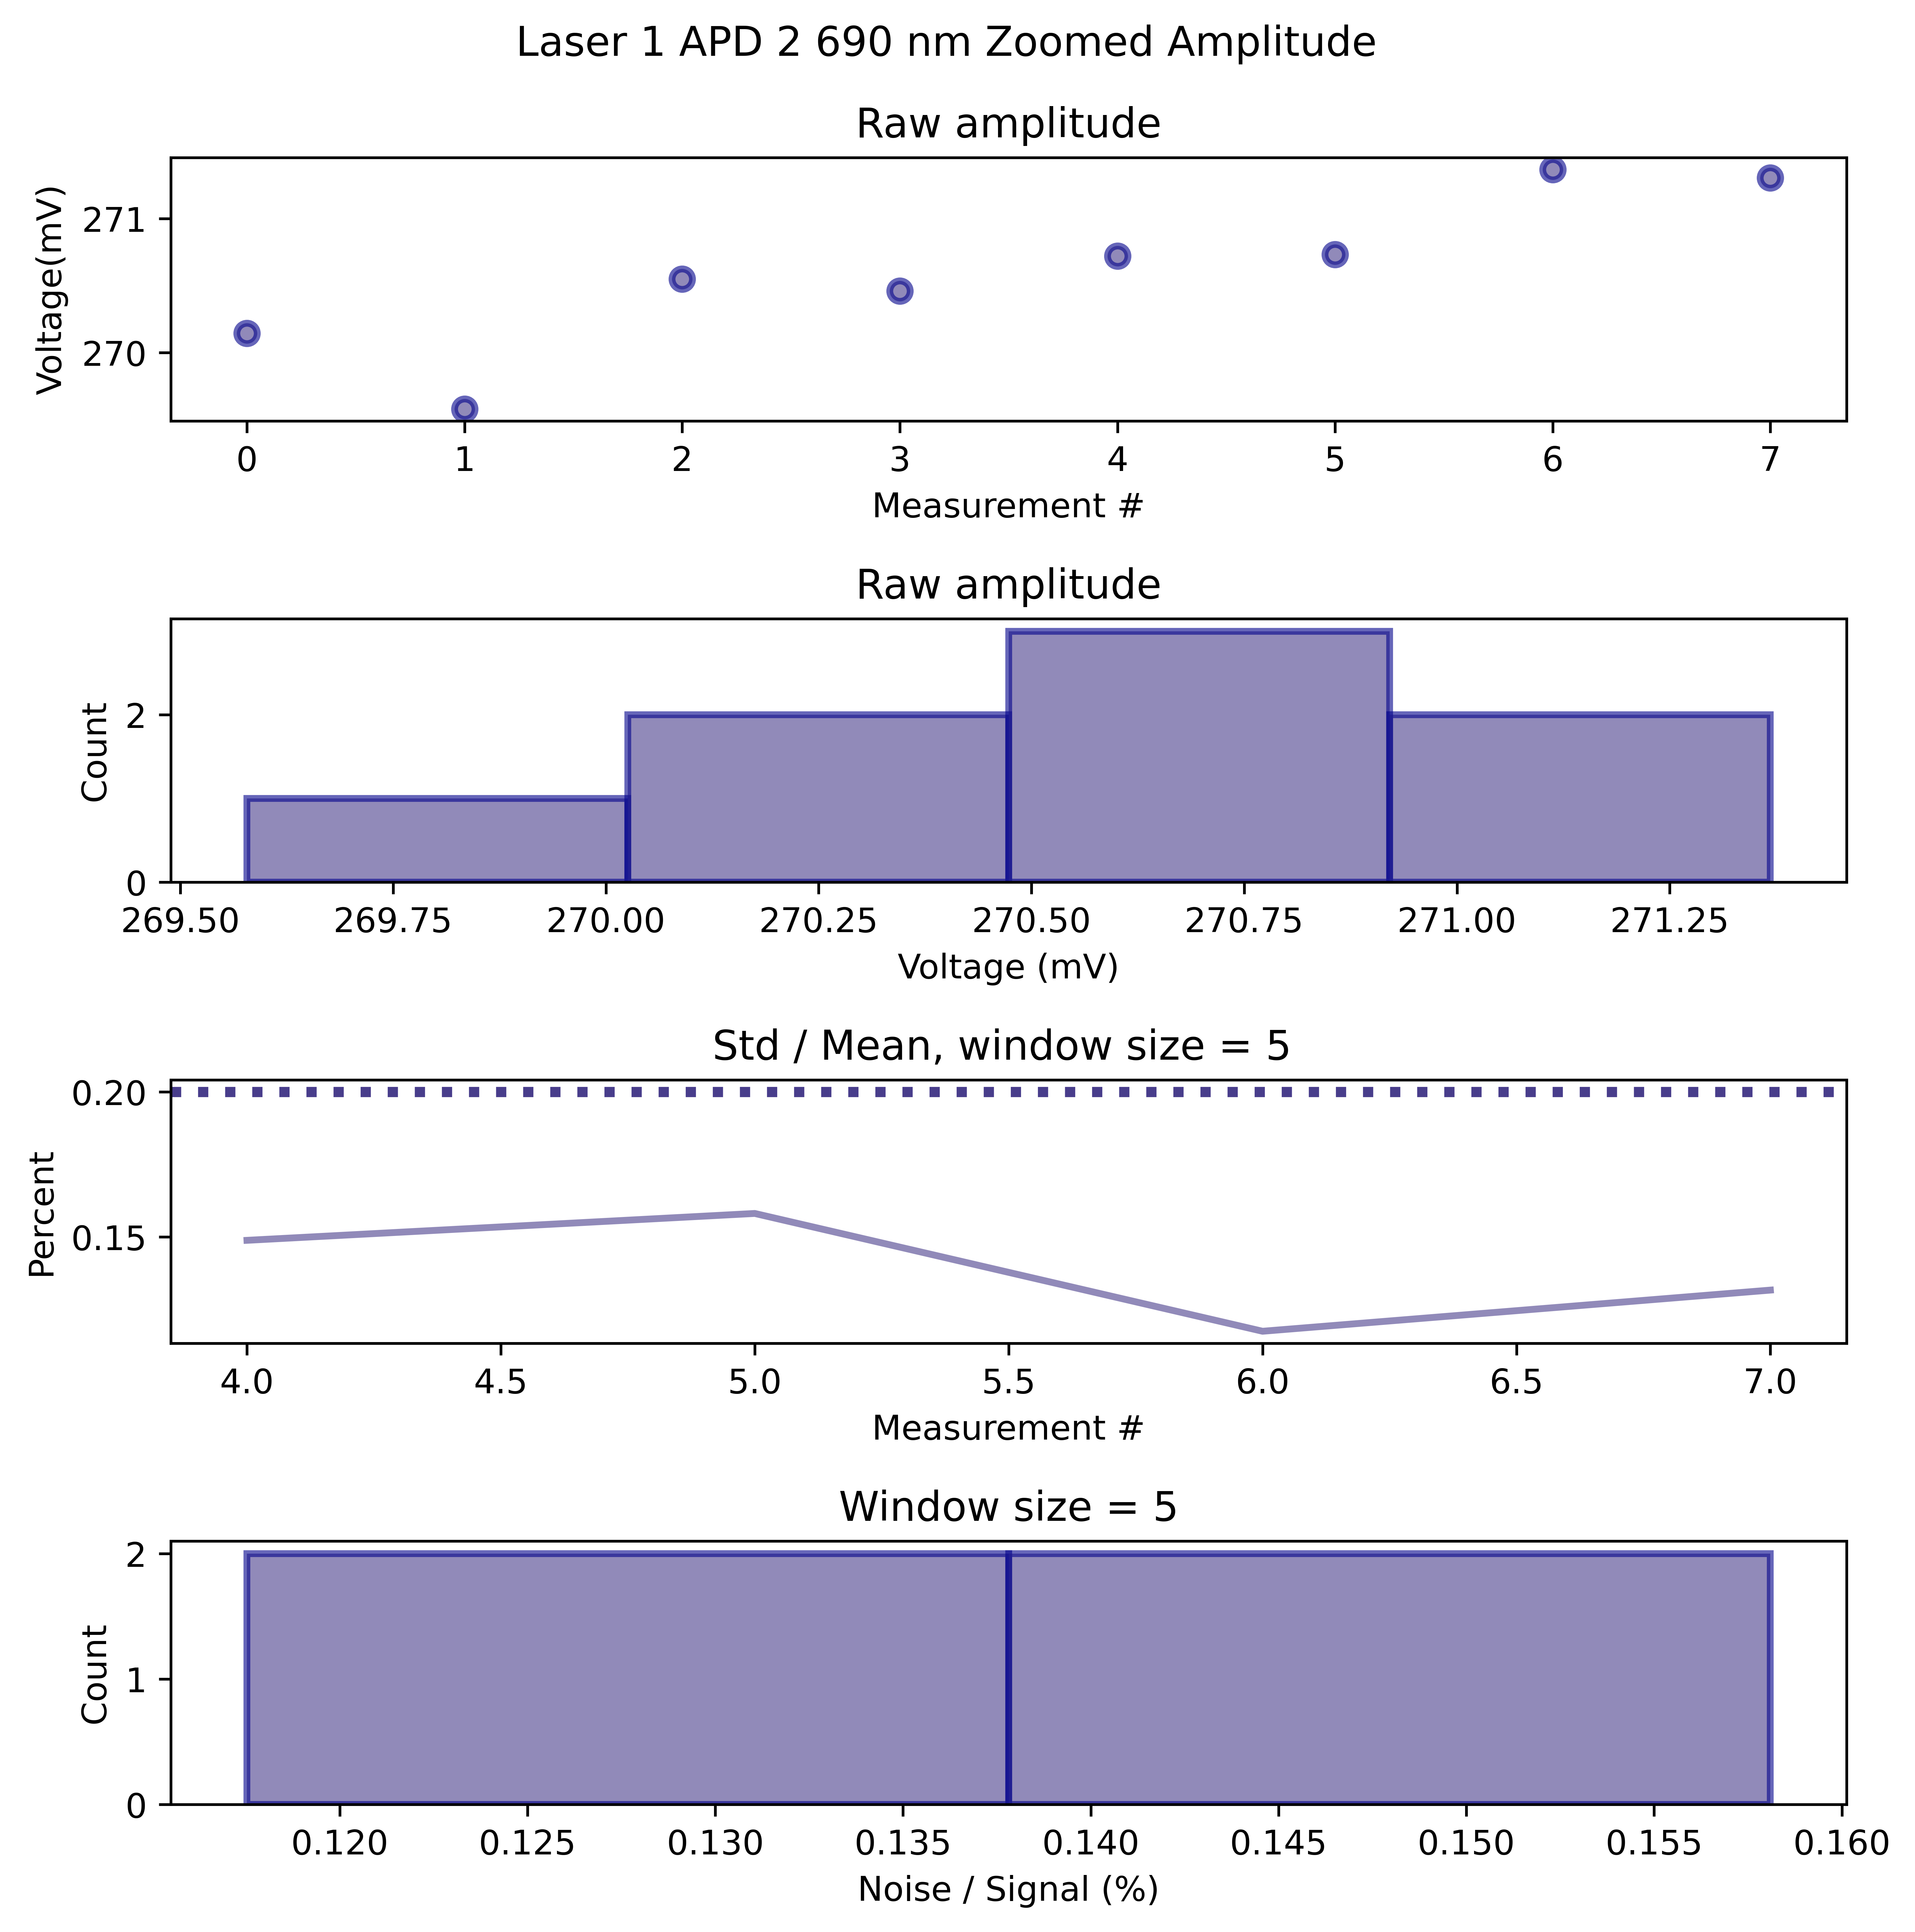 Laser 1 APD 2 690 nm Zoomed Amplitude
Raw amplitude
Voltage(mV)
271
270
0 1 2 3 4 5 6 7
Measurement #
Raw amplitude
Count
2
0
269.50 269.75 270.00 270.25 270.50 270.75 271.00 271.25
Voltage (mV)
Std / Mean, window size = 5
Percent
0.20
0.15
4.0 4.5 5.0 5.5 6.0 6.5 7.0
Measurement #
Window size = 5
Count
2
1
0
0.120 0.125 0.130 0.135 0.140 0.145 0.150 0.155 0.160
Noise / Signal (%)